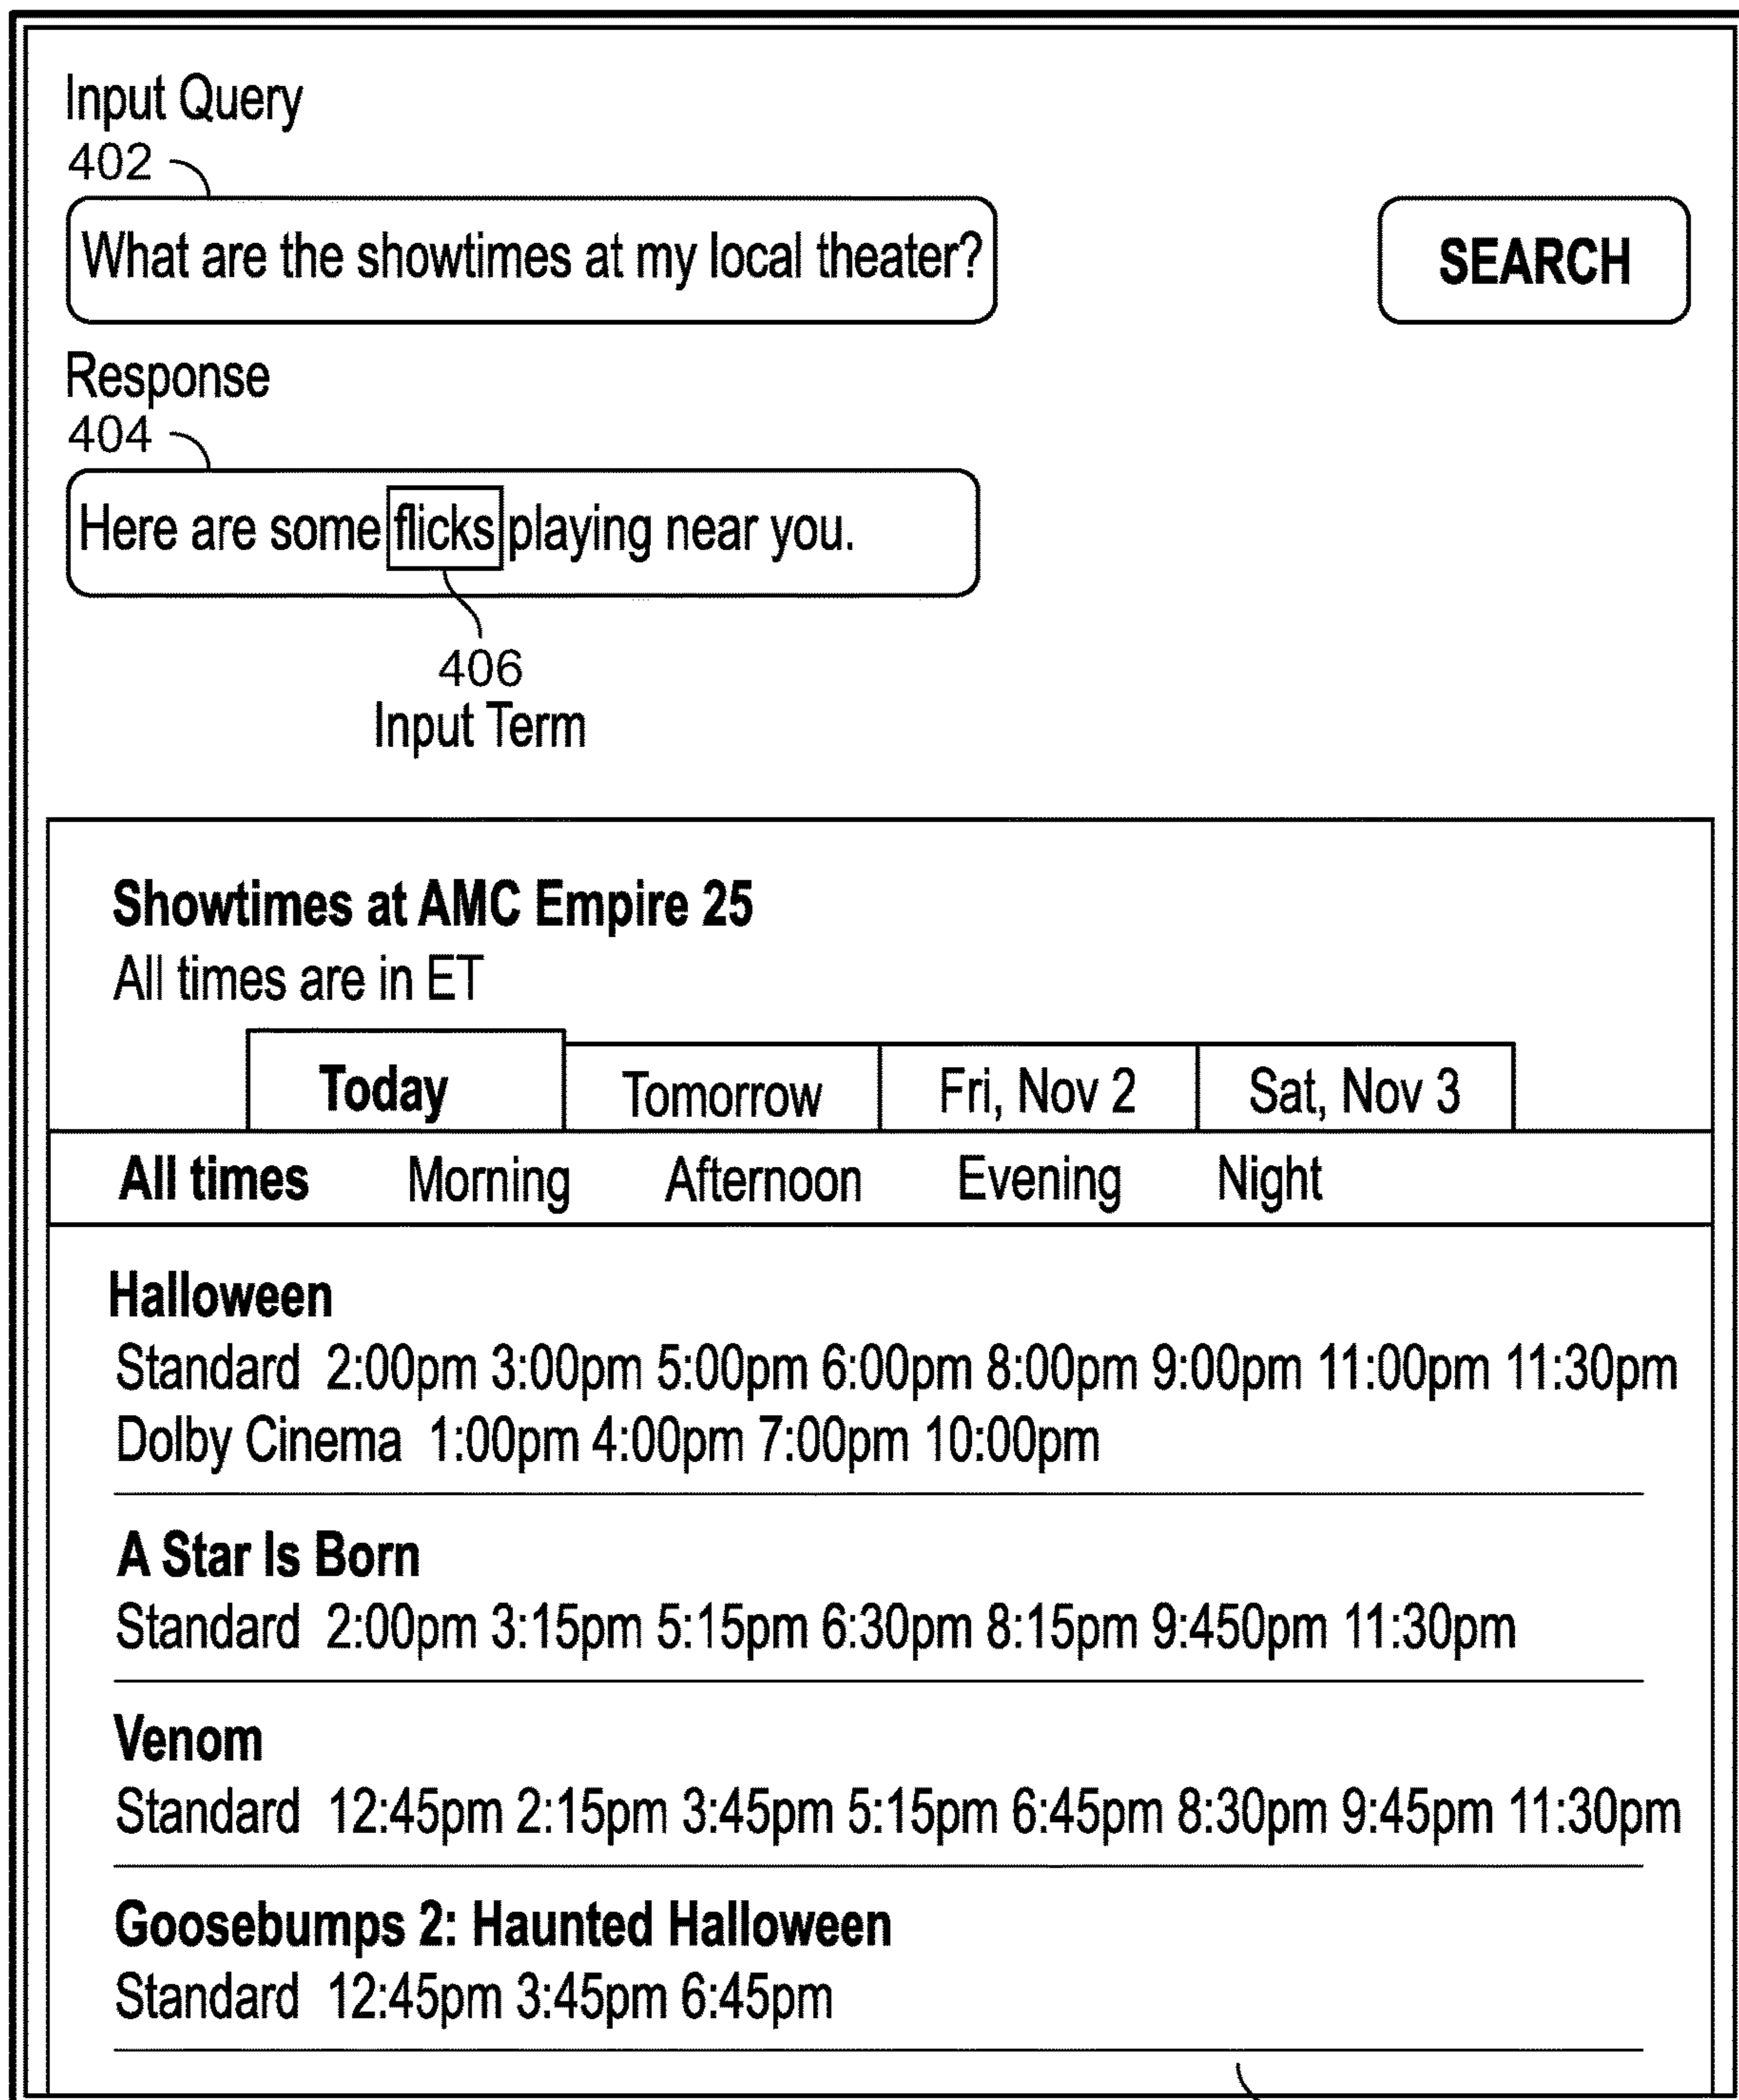 Input Query
402
What are the showtimes at my local theater?
SEARCH
Response
404
Here are some flicks playing near you.
406
Input Term
Showtimes at AMC Empire 25
All times are in ET
Today Tomorrow Fri, Nov 2 Sat, Nov 3
All times Morning Afternoon Evening Night
Halloween
Standard 2:00pm 3:00pm 5:00pm 6:00pm 8:00pm 9:00pm 11:00pm 11:30pm
Dolby Cinema 1:00pm 4:00pm 7:00pm 10:00pm
A Star Is Born
Standard 2:00pm 3:15pm 5:15pm 6:30pm 8:15pm 9:450pm 11:30pm
Venom
Standard 12:45pm 2:15pm 3:45pm 5:15pm 6:45pm 8:30pm 9:45pm 11:30pm
Goosebumps 2: Haunted Halloween
Standard 12:45pm 3:45pm 6:45pm